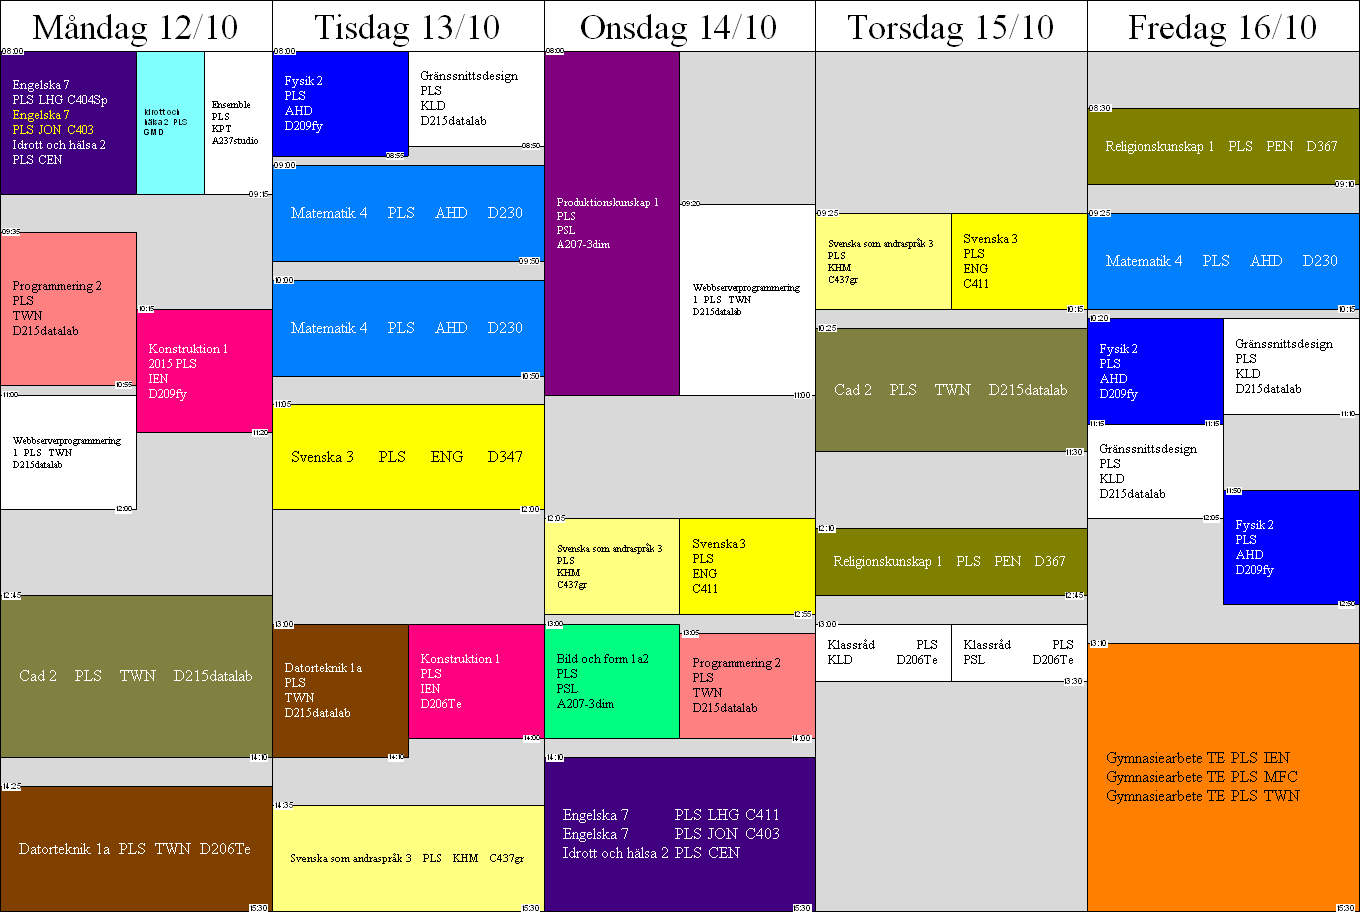 Måndag 12/10
08:00
Engelska 7
PLS LHG C404Sp
Engelska 7
PLS JON C403
Idrott och hälsa 2
PLS CEN
Idrott och
hälsa 2 PLS
GMD
Ensemble
PLS
KPT
A237studio
09:15
09:35
Programmering 2
PLS
TWN
D215datalab
10:55
10:15
Konstruktion 1
2015 PLS
IEN
D209fy
11:20
11:00
Webbserverprogrammering
1 PLS TWN
D215datalab
12:00
12:45
Cad 2 PLS TWN D215datalab
14:10
14:25
Datorteknik 1a PLS TWN D206Te
15:30
Tisdag 13/10
08:00
Fysik 2
PLS
AHD
D209fy
08:55
Gränssnittsdesign
PLS
KLD
D215datalab
08:50
09:00
Matematik 4 PLS AHD D230
09:50
10:00
Matematik 4 PLS AHD D230
10:50
11:05
Svenska 3 PLS ENG D347
12:00
13:00
Datorteknik 1a
PLS
TWN
D215datalab
14:10
Konstruktion 1
PLS
IEN
D206Te
14:00
14:35
Svenska som andraspråk 3 PLS KHM C437gr
15:30
Onsdag 14/10
08:00
Produktionskunskap 1
PLS
PSL
A207-3dim
09:20
Webbserverprogrammering
1 PLS TWN
D215datalab
11:00
12:05
Svenska som andraspråk 3
PLS
KHM
C437gr
Svenska 3
PLS
ENG
C411
12:55
13:00
Bild och form 1a2
PLS
PSL
A207-3dim
13:05
Programmering 2
PLS
TWN
D215datalab
14:00
14:10
Engelska 7 PLS LHG C411
Engelska 7 PLS JON C403
Idrott och hälsa 2 PLS CEN
15:30
Torsdag 15/10
09:25
Svenska som andraspråk 3
PLS
KHM
C437gr
Svenska 3
PLS
ENG
C411
10:15
10:25
Cad 2 PLS TWN D215datalab
11:30
12:10
Religionskunskap 1 PLS PEN D367
12:45
13:00
Klassråd PLS
KLD D206Te
Klassråd PLS
PSL D206Te
13:30
Fredag 16/10
08:30
Religionskunskap 1 PLS PEN D367
09:10
09:25
Matematik 4 PLS AHD D230
10:15
10:20
Fysik 2
PLS
AHD
D209fy
11:15
Gränssnittsdesign
PLS
KLD
D215datalab
11:10
11:15
Gränssnittsdesign
PLS
KLD
D215datalab
12:05
11:50
Fysik 2
PLS
AHD
D209fy
12:50
13:10
Gymnasiearbete TE PLS IEN
Gymnasiearbete TE PLS MFC
Gymnasiearbete TE PLS TWN
15:30